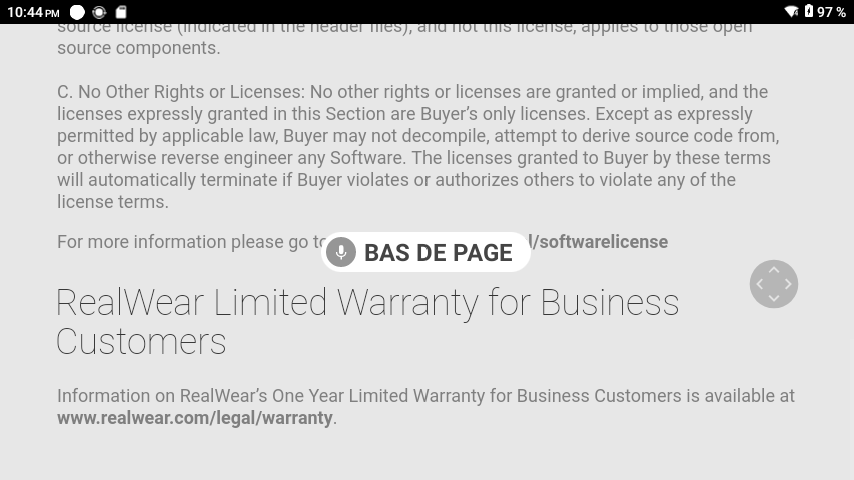 10:44 PM
97 %
source license (indicated in the header files), and not this license, applies to those open
source components.
C. No Other Rights or Licenses: No other rights or licenses are granted or implied, and the
licenses expressly granted in this Section are Buyer’s only licenses. Except as expressly
permitted by applicable law, Buyer may not decompile, attempt to derive source code from,
or otherwise reverse engineer any Software. The licenses granted to Buyer by these terms
will automatically terminate if Buyer violates or authorizes others to violate any of the
license terms.
For more information please go to /softwarelicense
BAS DE PAGE
RealWear Limited Warranty for Business
Customers
Information on RealWear’s One Year Limited Warranty for Business Customers is available at
www.realwear.com/legal/warranty.